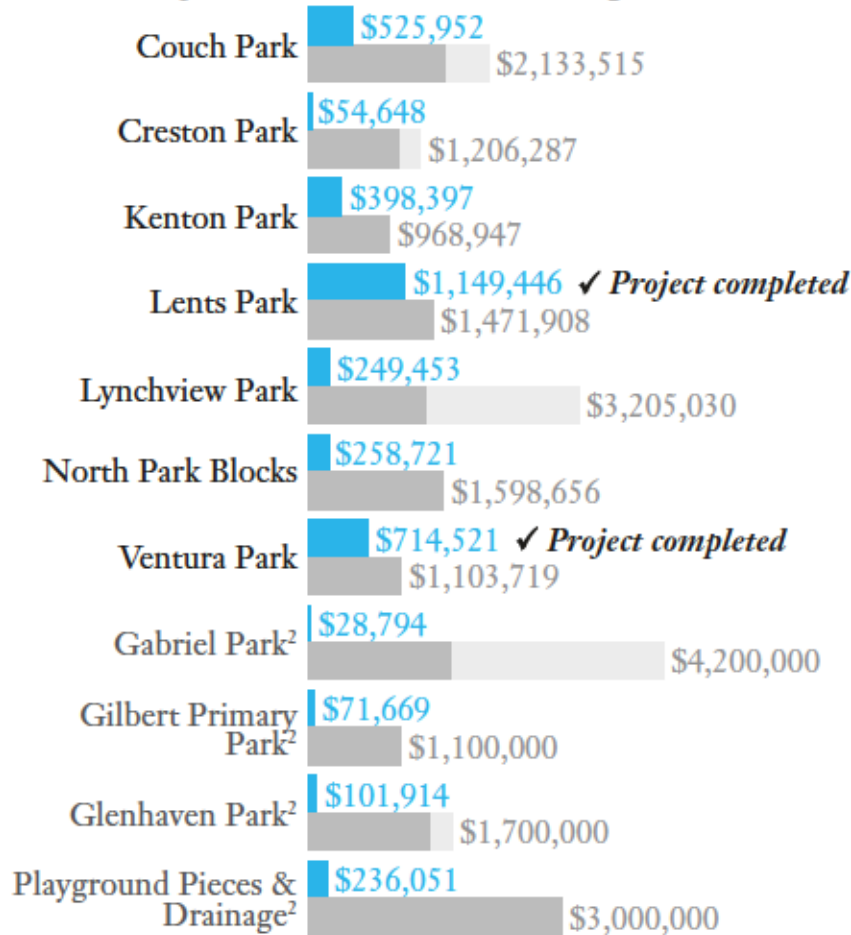 Couch Park $525,952
$2,133,515
Creston Park $54,648
$1,206,287
Kenton Park $398,397
$968,947
Lents Park $1,149,446 ✓ Project completed
$1,471,908
Lynchview Park $249,453
$3,205,030
North Park Blocks $258,721
$1,598,656
Ventura Park $714,521 ✓ Project completed
$1,103,719
Gabriel Park² $28,794
$4,200,000
Gilbert Primary $71,669
Park² $1,100,000
Glenhaven Park² $101,914
$1,700,000
Playground Pieces & $236,051
Drainage² $3,000,000